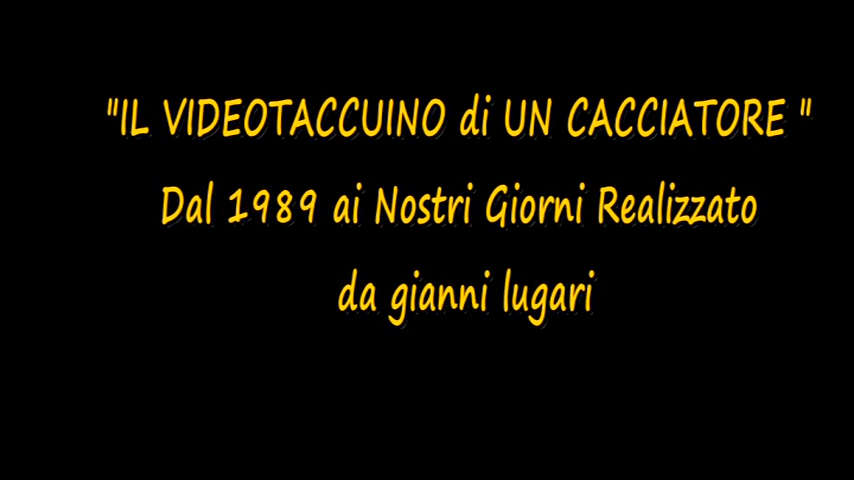 "IL VIDEOTACCUINO di UN CACCIATORE "
Dal 1989 ai Nostri Giorni Realizzato
da gianni lugari